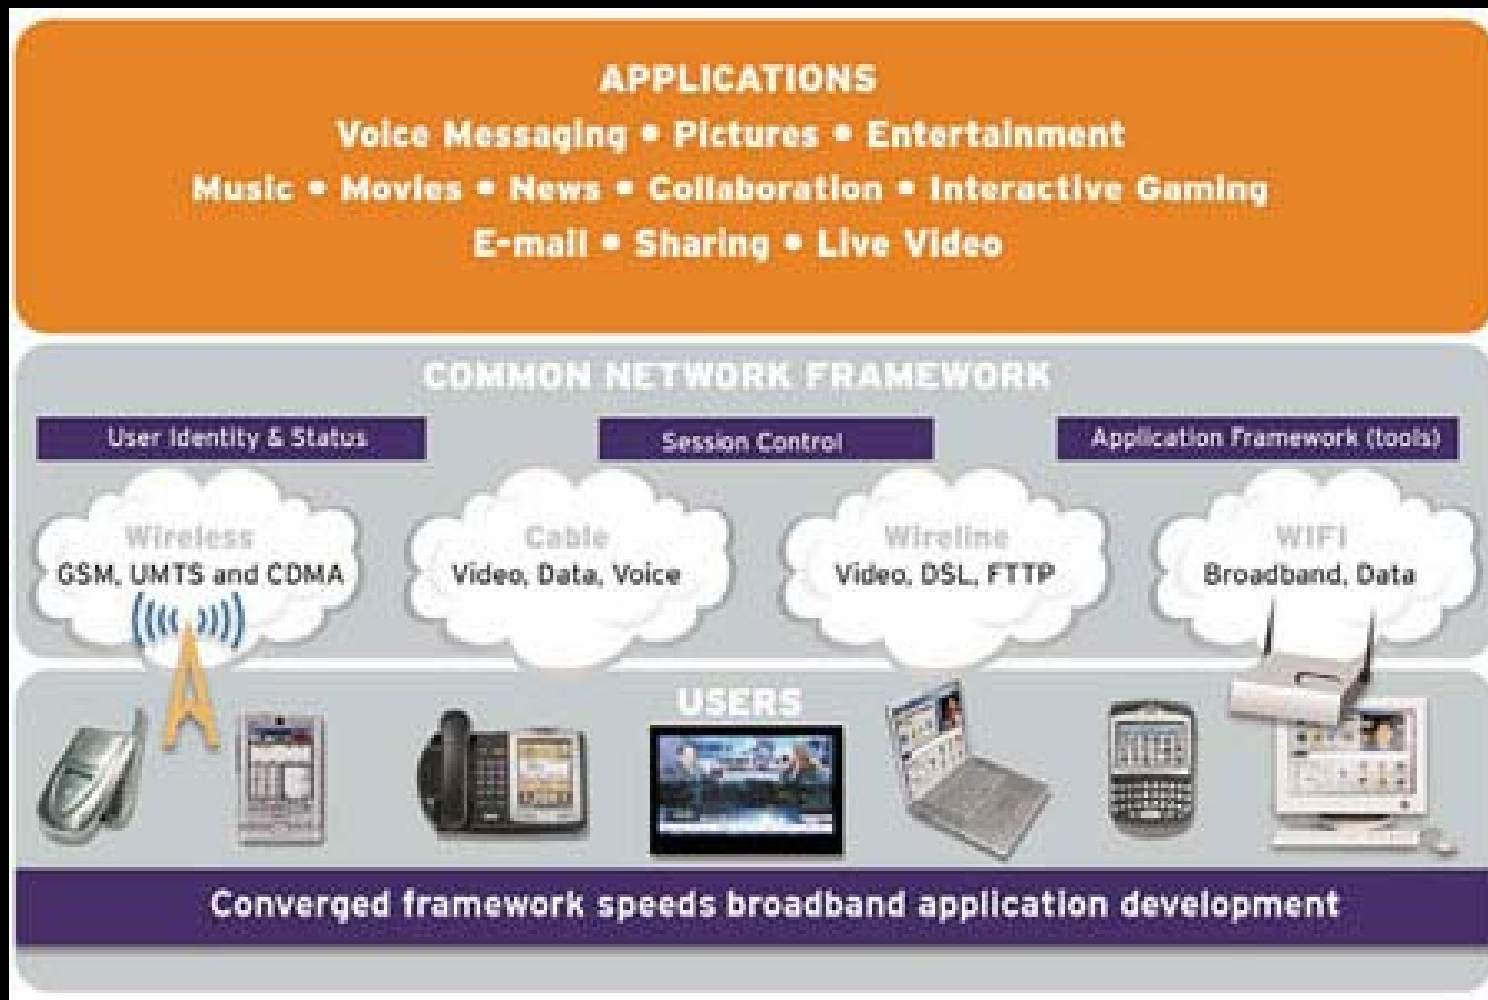 APPLICATIONS
Voice Messaging • Pictures • Entertainment
Music • Movies • News • Collaboration • Interactive Gaming
E-mail • Sharing • Live Video
COMMON NETWORK FRAMEWORK
User Identity & Status
Session Control
Application Framework (tools)
Wireless
GSM, UMTS and CDMA
Cable
Video, Data, Voice
Wireline
Video, DSL, FTTP
WIFI
Broadband, Data
USERS
Converged framework speeds broadband application development